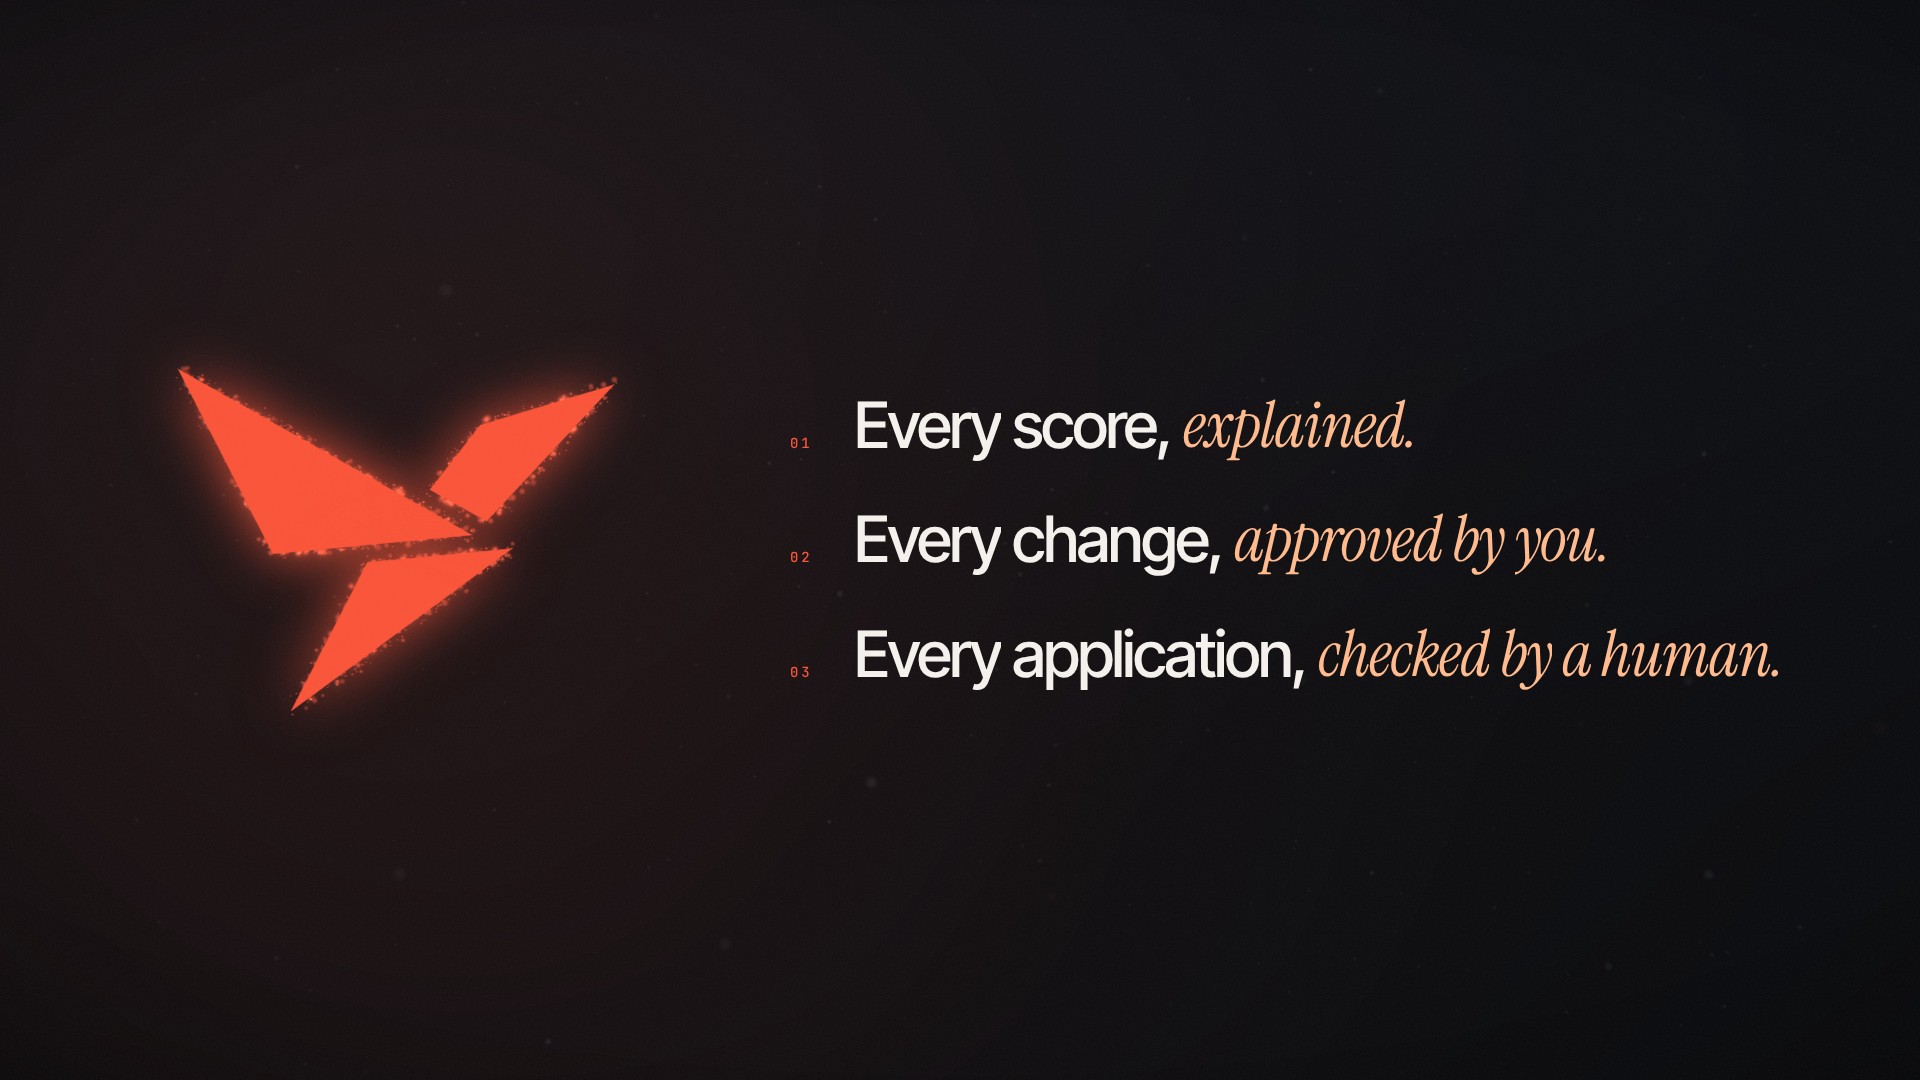 01 Every score, explained.
02 Every change, approved by you.
03 Every application, checked by a human.